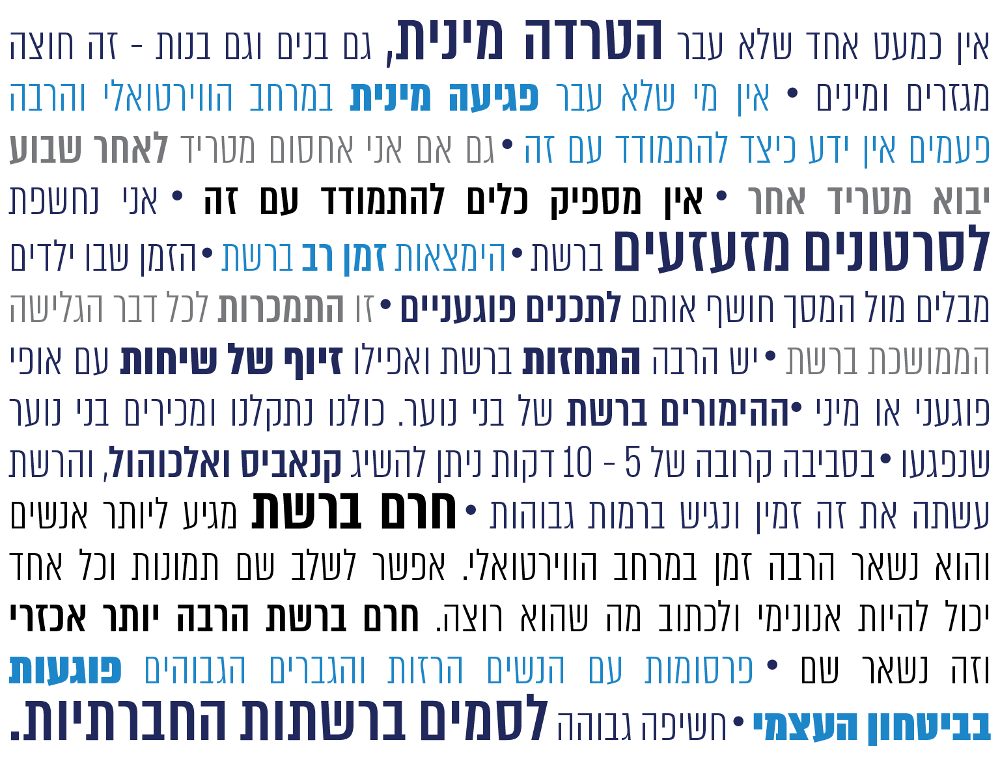 אין כמעט אחד שלא עבר הטרדה מינית, גם בנים וגם בנות - זה חוצה
מגזרים ומינים • אין מי שלא עבר פגיעה מינית במרחב הווירטואלי והרבה
פעמים אין ידע כיצד להתמודד עם זה • גם אם אני אחסום מטריד לאחר שבוע
יבוא מטריד אחר • אין מספיק כלים להתמודד עם זה • אני נחשפת
לסרטונים מזעזעים ברשת • הימצאות זמן רב ברשת • הזמן שבו ילדים
מבלים מול המסך חושף אותם לתכנים פוגעניים • זו התמכרות לכל דבר הגלישה
הממושכת ברשת • יש הרבה התחזות ברשת ואפילו זיוף של שיחות עם אופי
פוגעני או מיני • ההימורים ברשת של בני נוער. כולנו נתקלנו ומכירים בני נוער
שנפגעו • בסביבה קרובה של 5 - 10 דקות ניתן להשיג קנאביס ואלכוהול, והרשת
עשתה את זה זמין ונגיש ברמות גבוהות • חרם ברשת מגיע ליותר אנשים
והוא נשאר הרבה זמן במרחב הווירטואלי. אפשר לשלב שם תמונות וכל אחד
יכול להיות אנונימי ולכתוב מה שהוא רוצה. חרם ברשת הרבה יותר אכזרי
וזה נשאר שם • פרסומות עם הנשים הרזות והגברים הגבוהים פוגעות
בביטחון העצמי • חשיפה גבוהה לסמים ברשתות החברתיות.